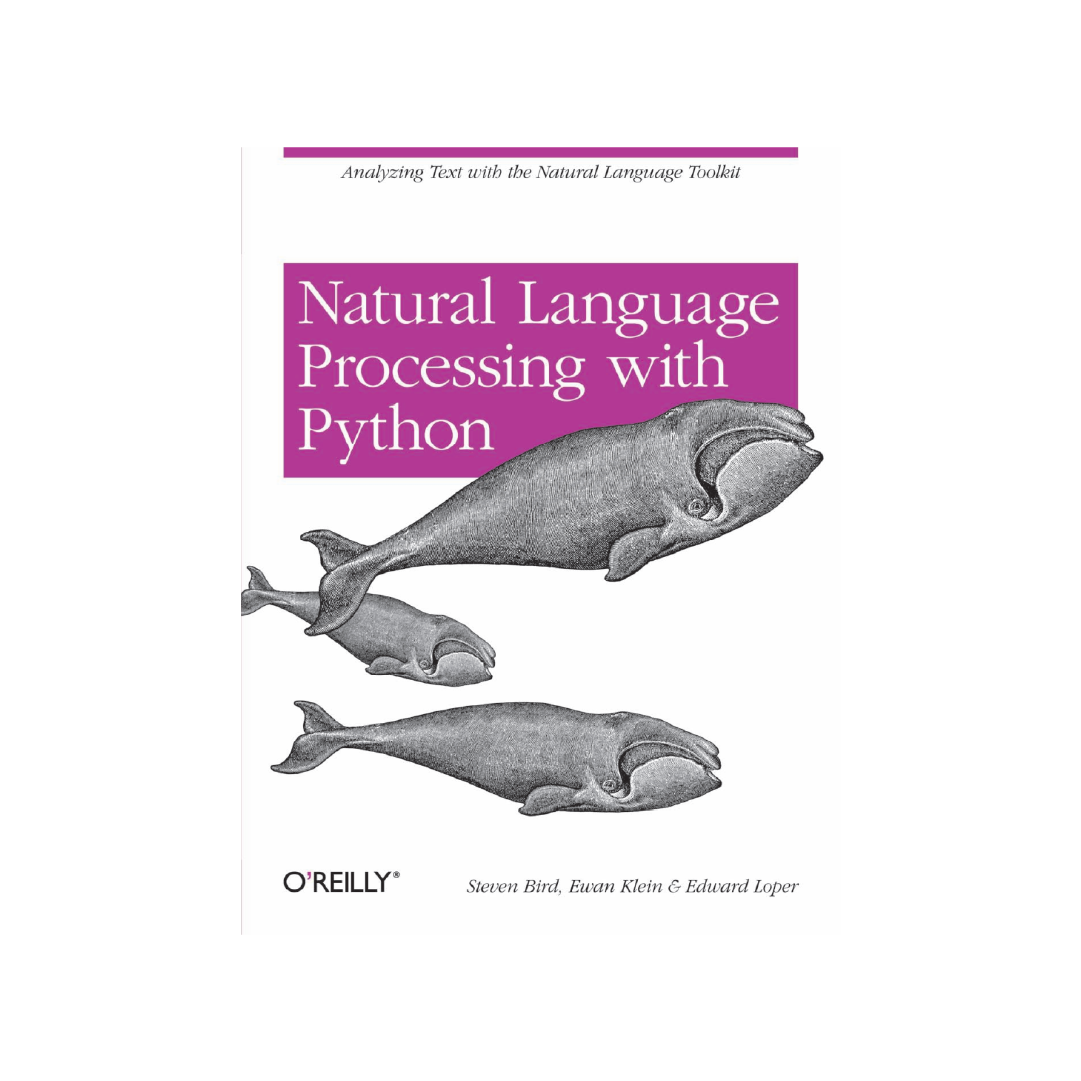 Analyzing Text with the Natural Language Toolkit
Natural Language
Processing with
Python
O'REILLY®
Steven Bird, Ewan Klein & Edward Loper